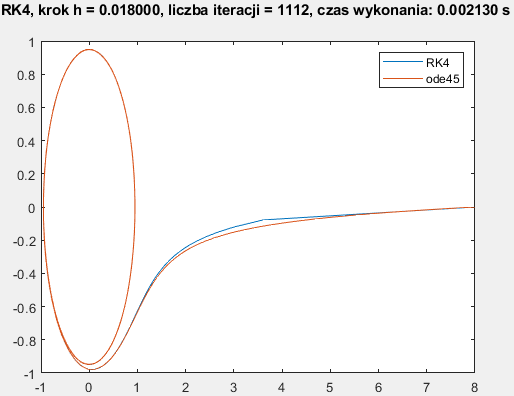 RK4, krok h = 0.018000, liczba iteracji = 1112, czas wykonania: 0.002130 s
RK4
ode45
1
0.8
0.6
0.4
0.2
0
-0.2
-0.4
-0.6
-0.8
-1
-1 0 1 2 3 4 5 6 7 8